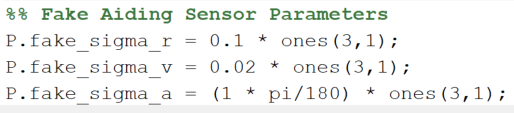 %% Fake Aiding Sensor Parameters
P.fake_sigma_r = 0.1 * ones(3,1);
P.fake_sigma_v = 0.02 * ones(3,1);
P.fake_sigma_a = (1 * pi/180) * ones(3,1);